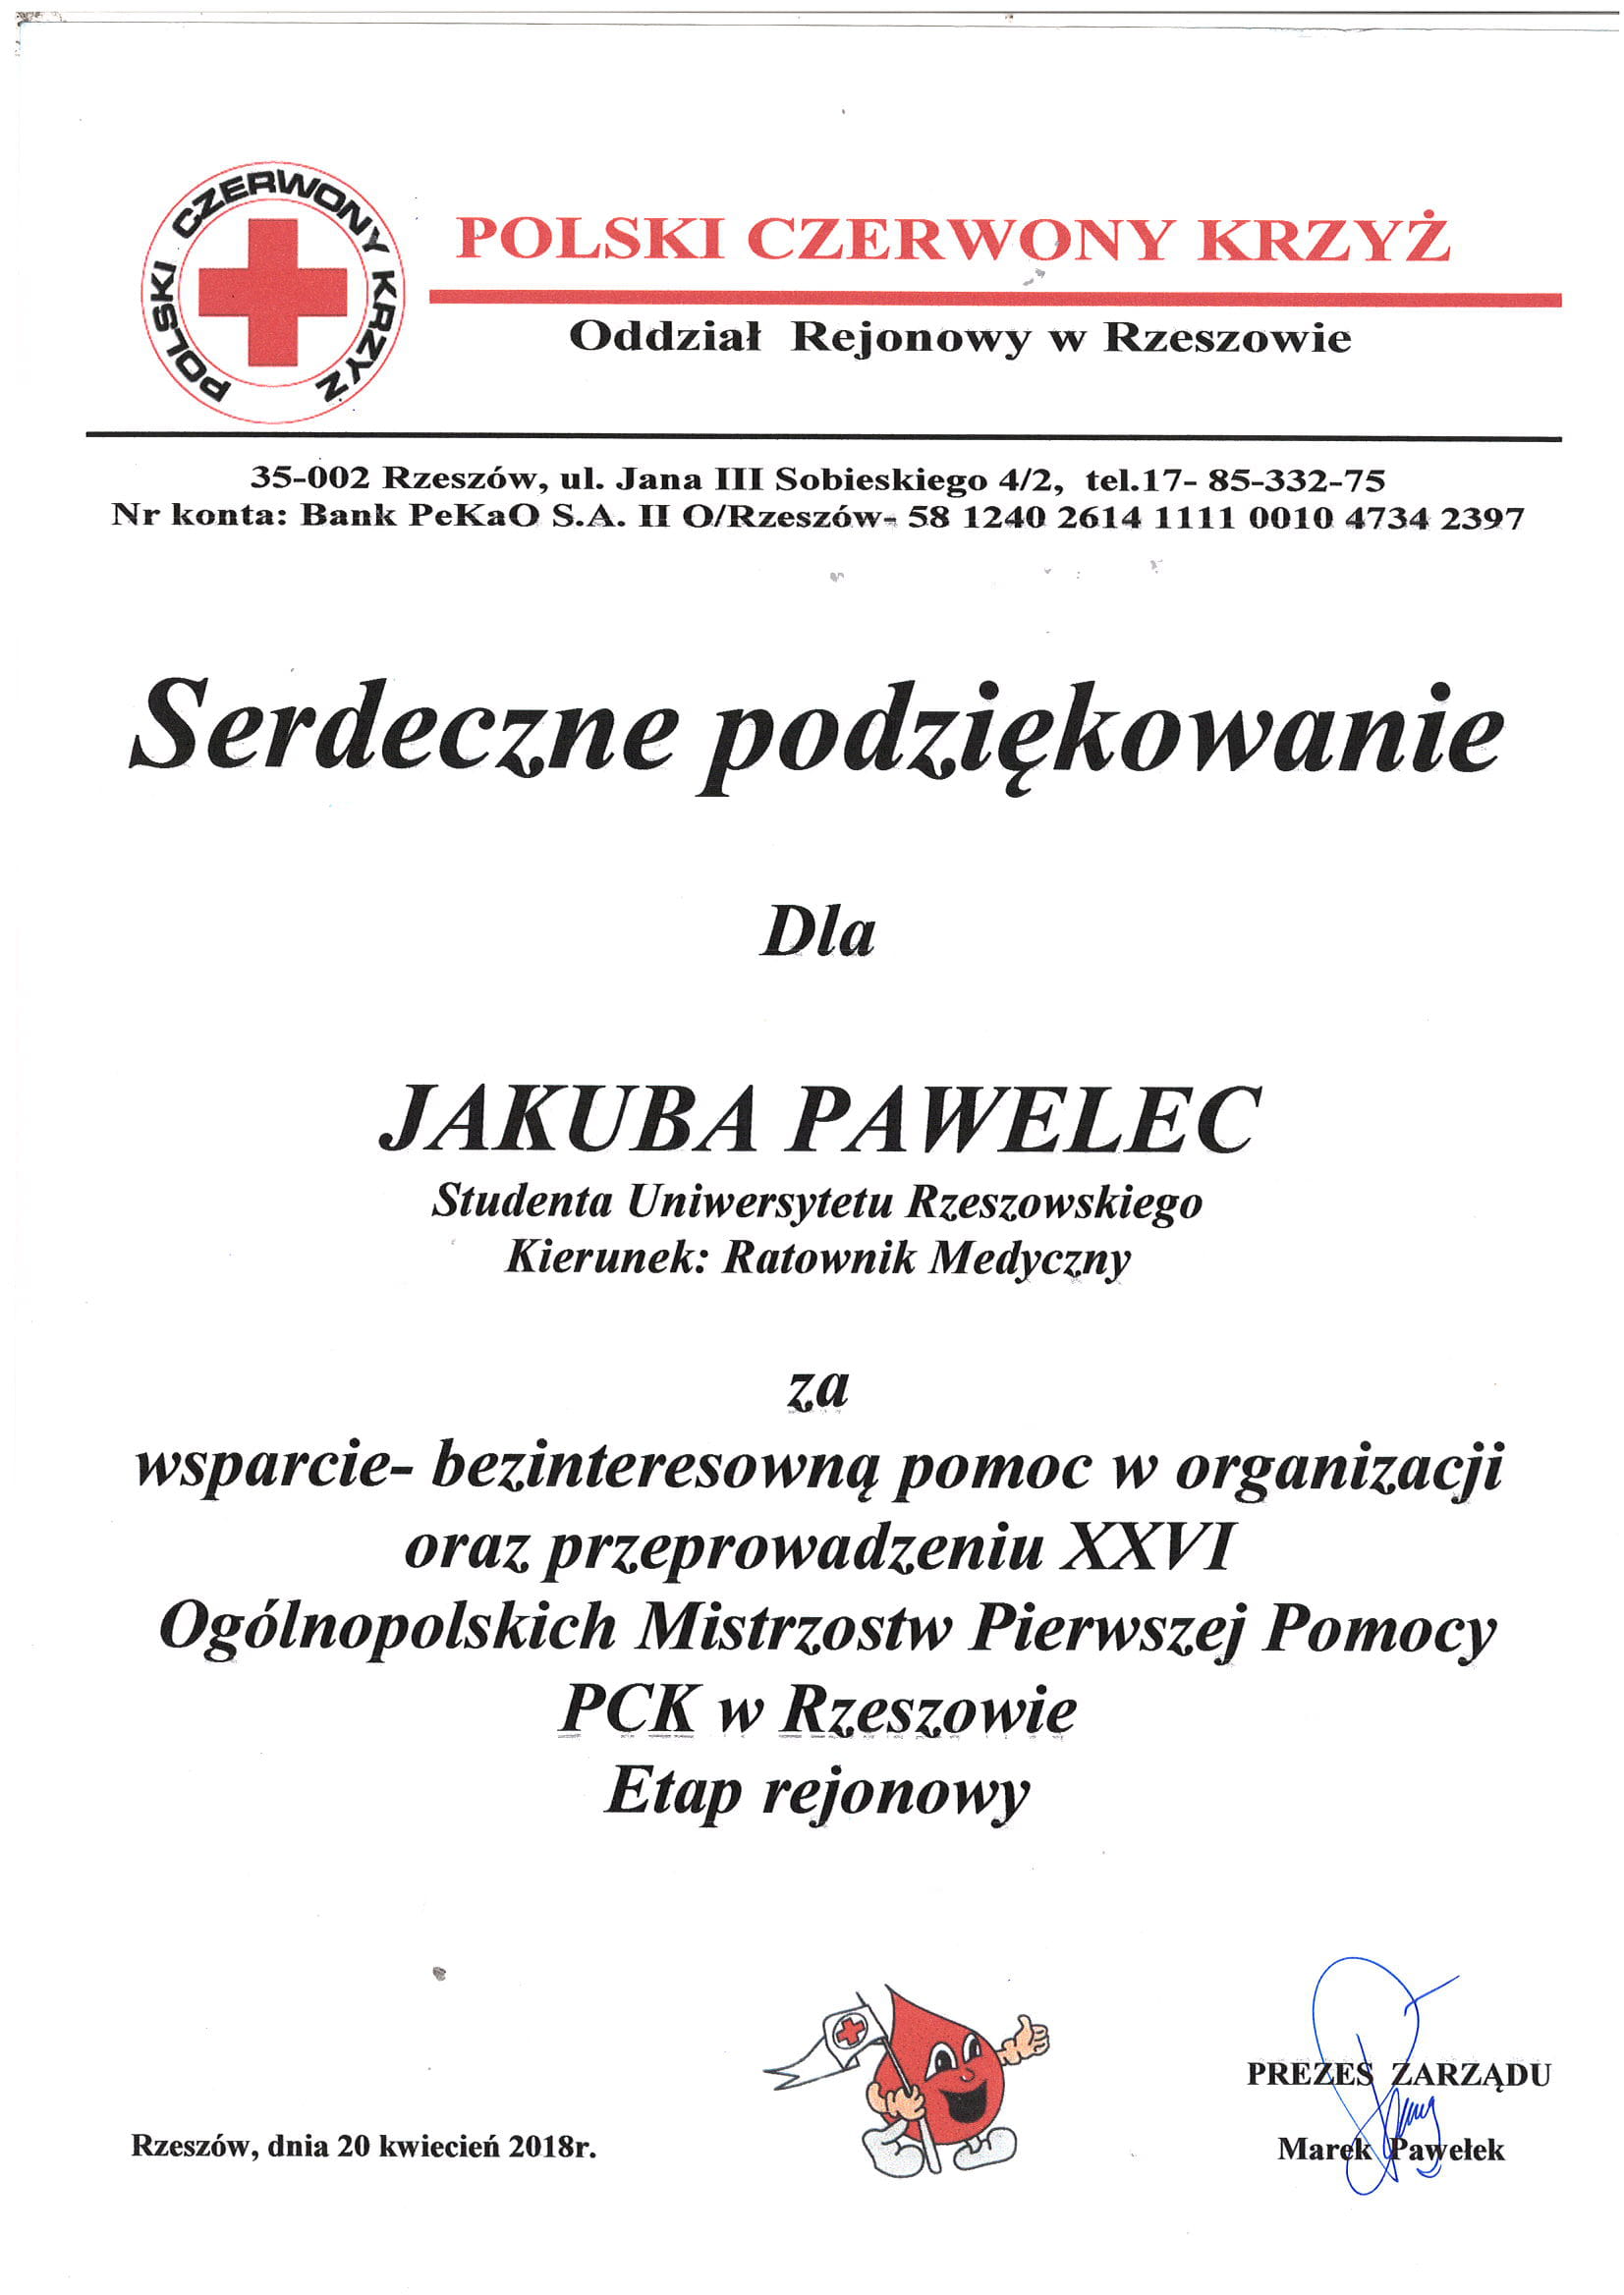 POLSKI CZERWONY KRZYŻ
POLSKI CZERWONY KRZYŻ
Oddział Rejonowy w Rzeszowie
35-002 Rzeszów, ul. Jana III Sobieskiego 4/2, tel.17- 85-332-75
Nr konta: Bank PeKaO S.A. II O/Rzeszów- 58 1240 2614 1111 0010 4734 2397
Serdeczne podziękowanie
Dla
JAKUBA PAWELEC
Studenta Uniwersytetu Rzeszowskiego
Kierunek: Ratownik Medyczny
za
wsparcie- bezinteresowną pomoc w organizacji
oraz przeprowadzeniu XXVI
Ogólnopolskich Mistrzostw Pierwszej Pomocy
PCK w Rzeszowie
Etap rejonowy
PREZES ZARZĄDU
Rzeszów, dnia 20 kwiecień 2018r.
Marek Pawełek